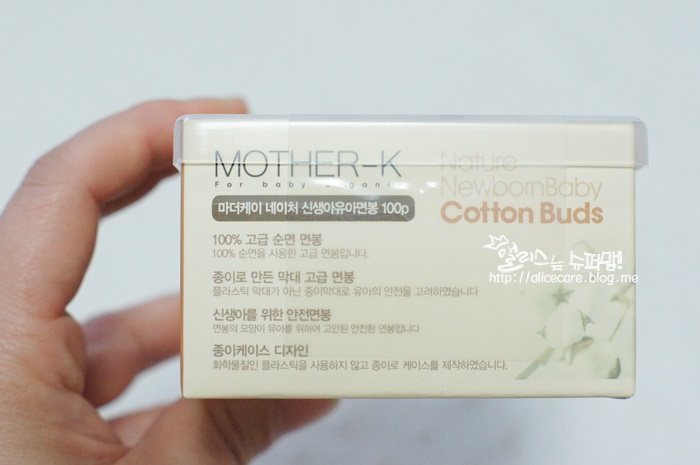 MOTHER-K
For baby organic
마더케이 네이처 신생아유아면봉 100p
Nature
NewbornBaby
Cotton Buds
100% 고급 순면 면봉
100% 순면을 사용한 고급 면봉입니다.
종이로 만든 막대 고급 면봉
플라스틱 막대가 아닌 종이막대로 유아의 안전을 고려하였습니다
신생아를 위한 안전면봉
면봉의 모양이 유아를 위하여 고안된 안전한 면봉입니다
종이케이스 디자인
화학물질인 플라스틱을 사용하지 않고 종이로 케이스를 제작하였습니다.
헐리스는 슈퍼맘!
http://alicecare.blog.me